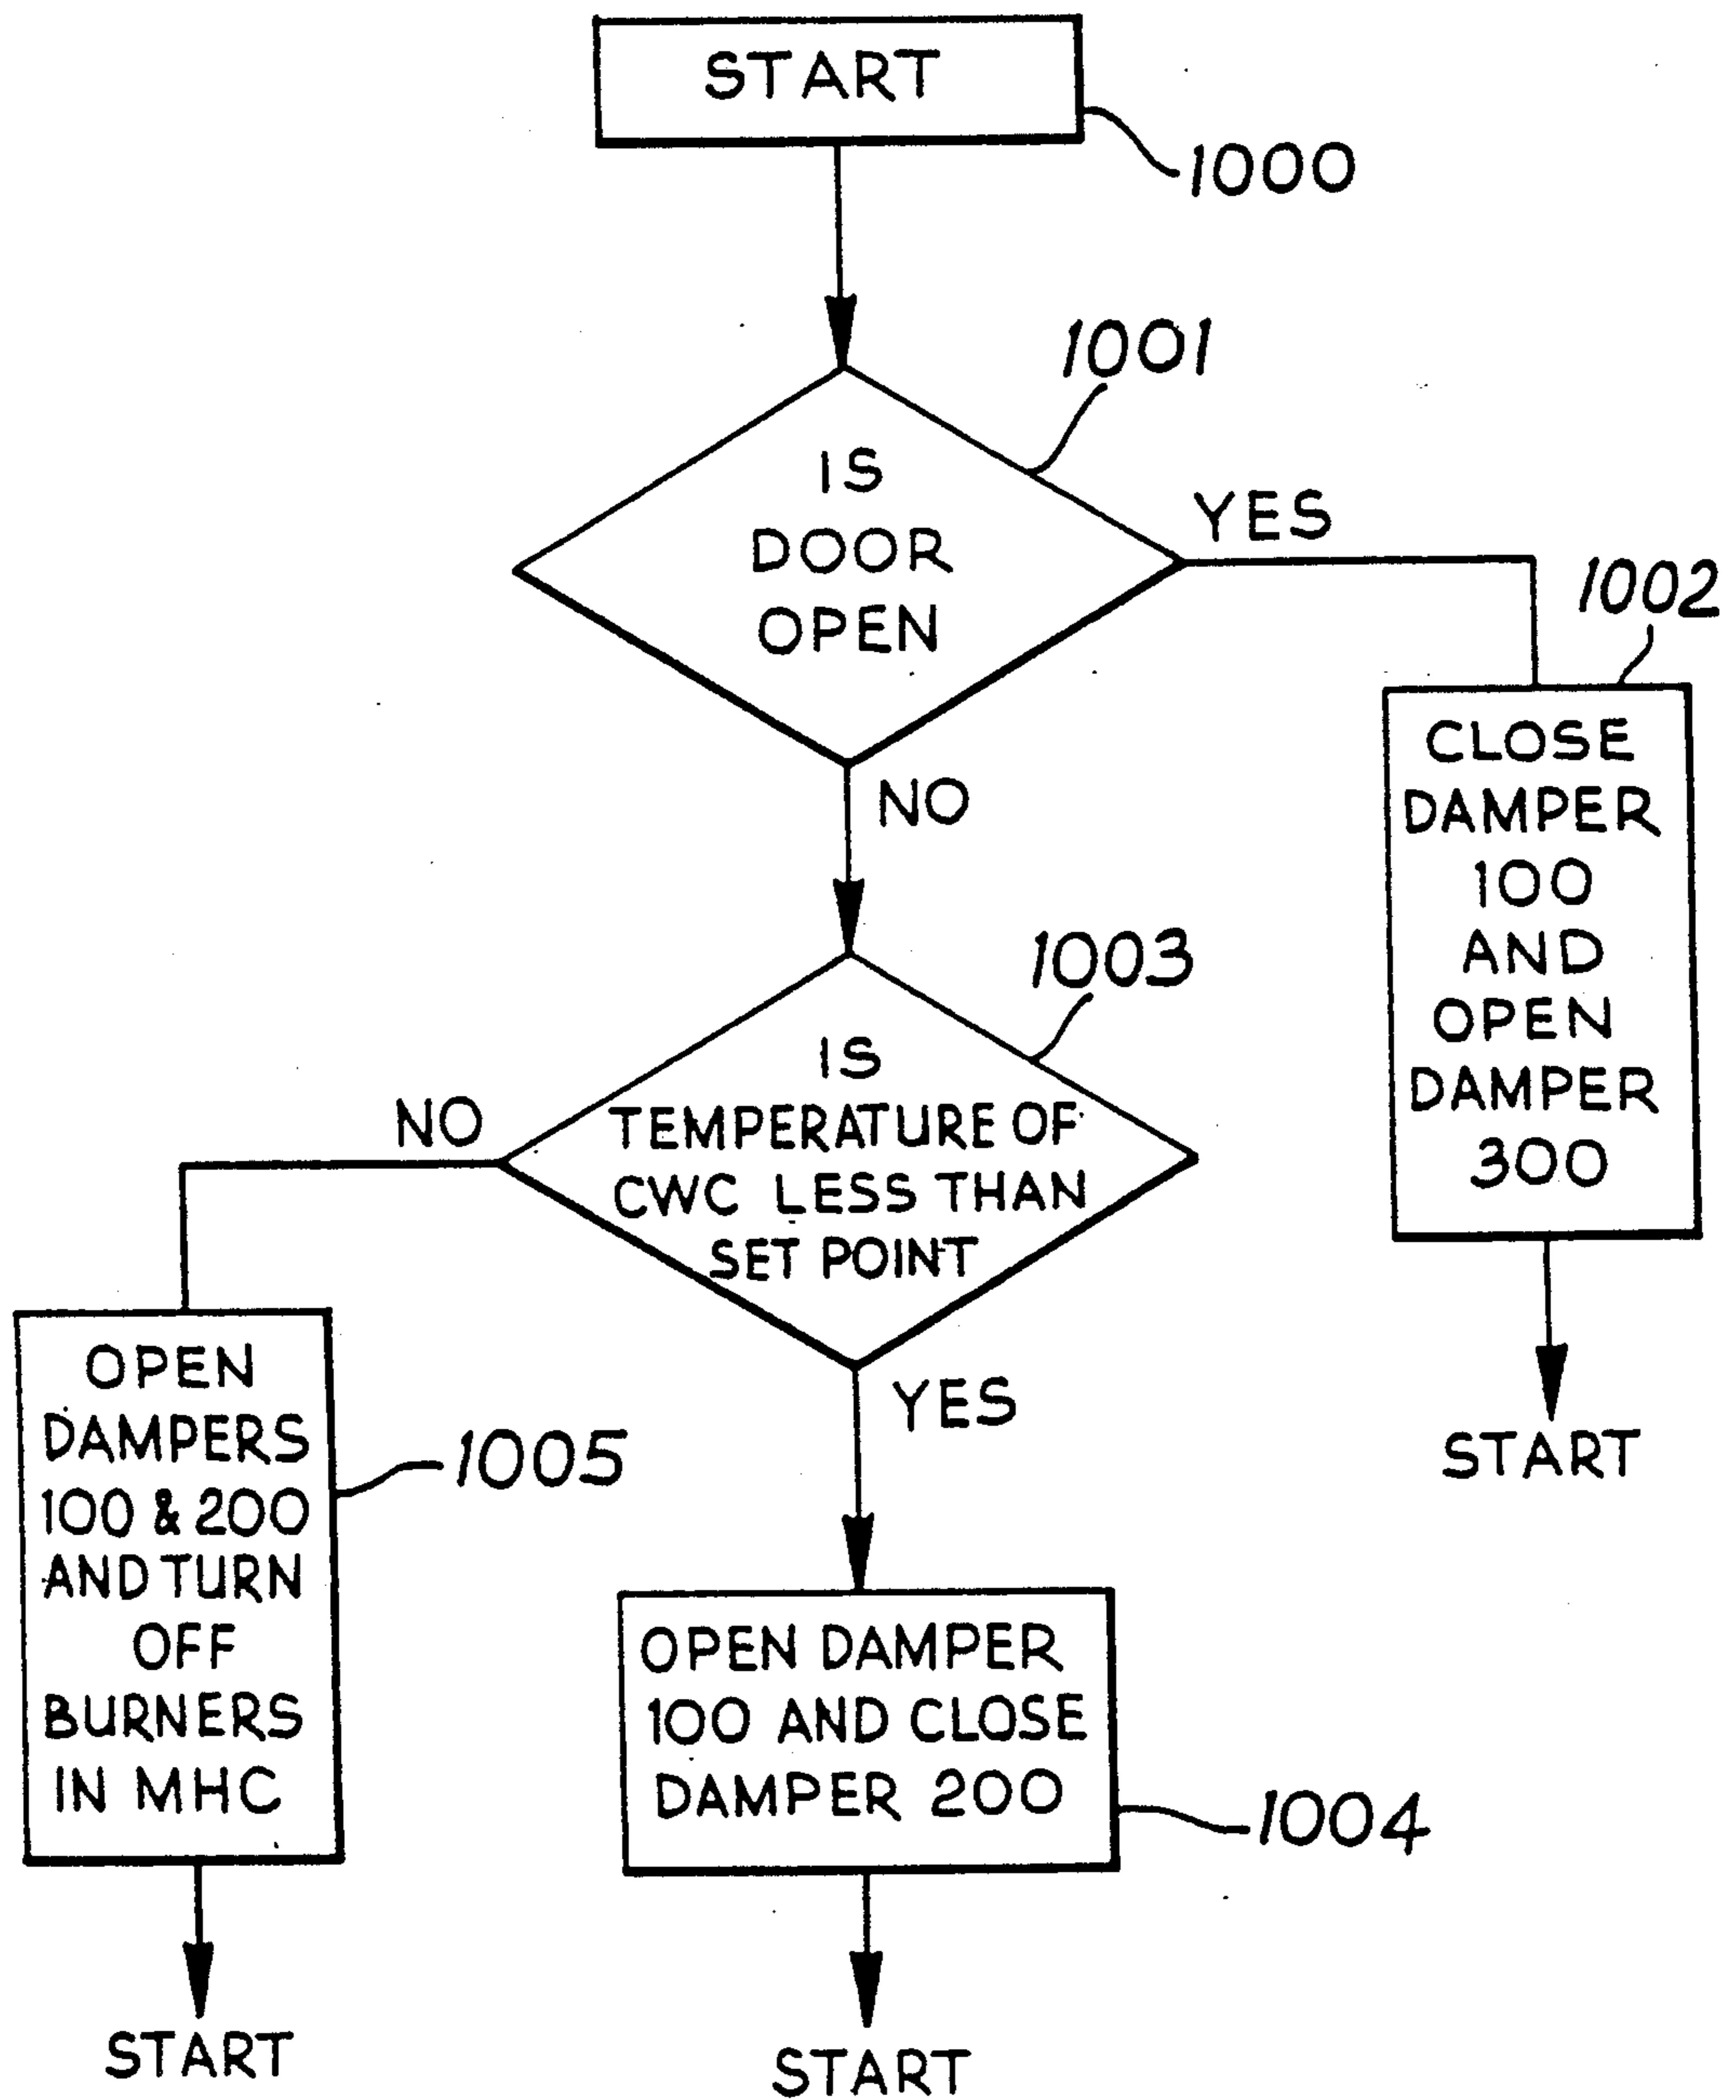 START
1000
1001
IS
DOOR
OPEN
YES
1002
CLOSE
DAMPER
100
AND
OPEN
DAMPER
300
START
NO
1003
IS
TEMPERATURE OF
CWC LESS THAN
SET POINT
NO
OPEN
DAMPERS
100 & 200
AND TURN
OFF
BURNERS
IN MHC
1005
START
YES
OPEN DAMPER
100 AND CLOSE
DAMPER 200
1004
START